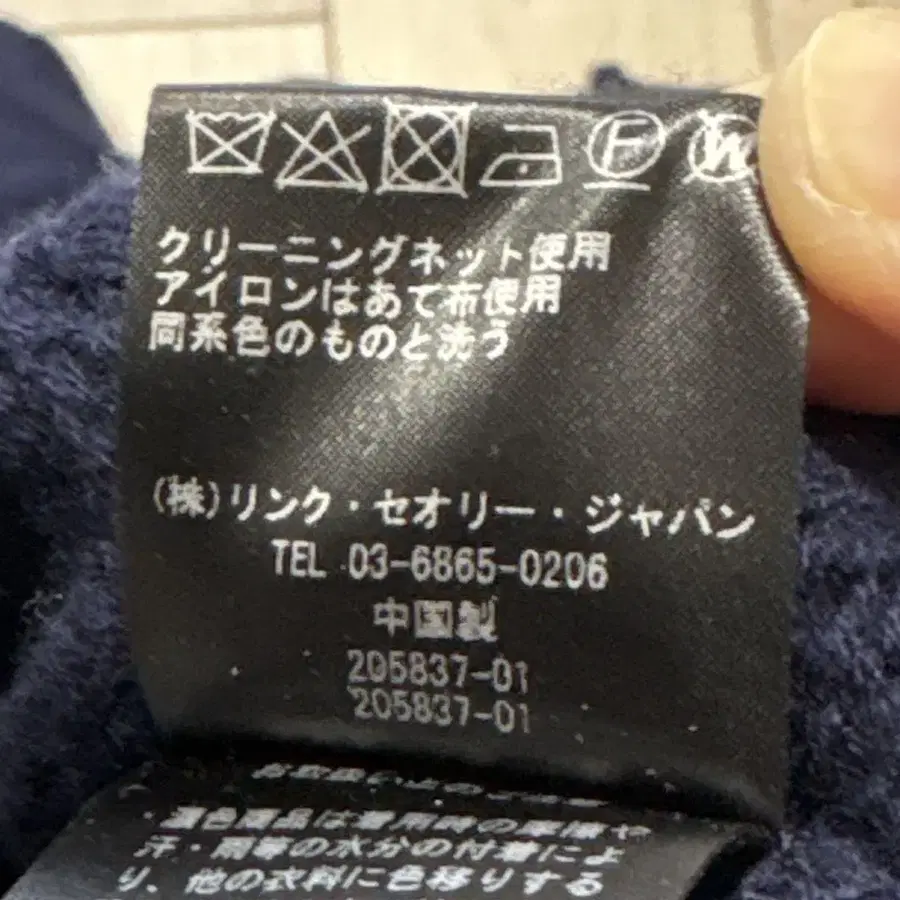 F W
クリーニングネット使用
アイロンはあて布使用
同系色のものと洗う
(株)リンク・セオリー・ジャパン
TEL 03-6865-0206
中国製
205837-01
205837-01
・濃色商品は着用時の摩擦や
汗・雨等の水分の付着によ
り、他の衣料に色移りする